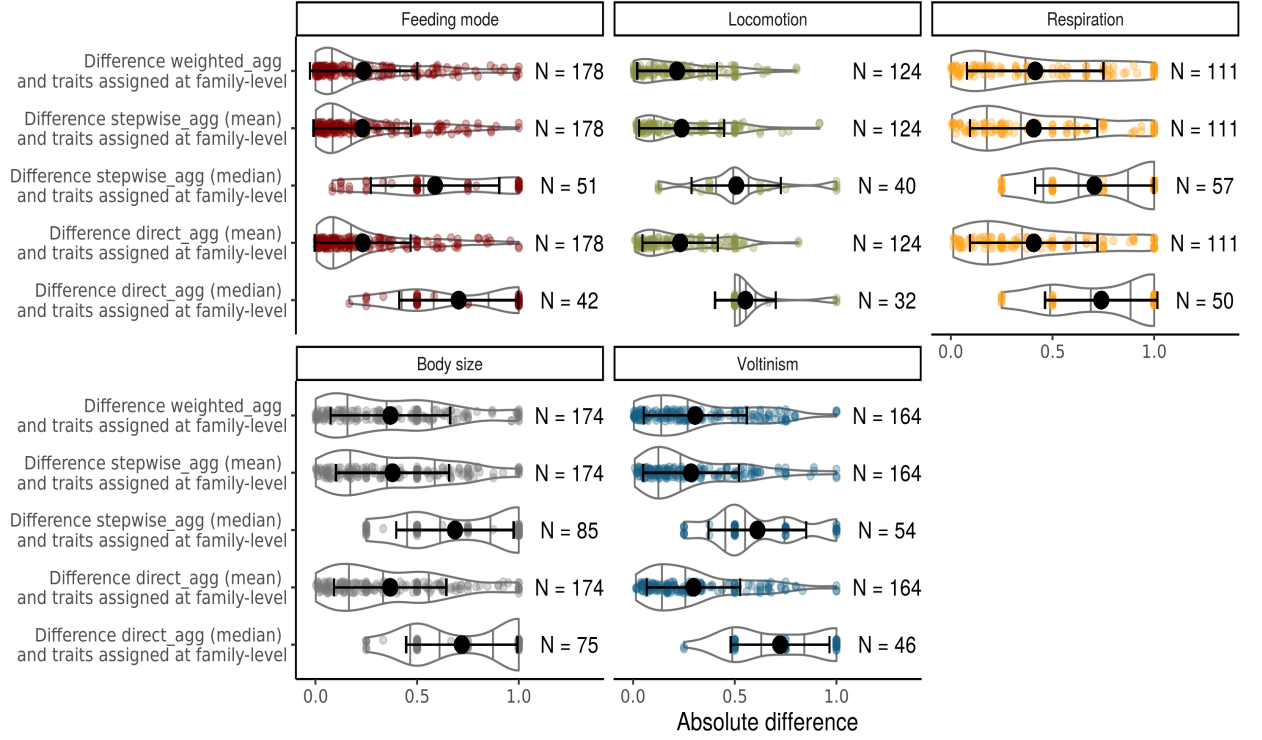 Feeding mode
Locomotion
Respiration
Difference weighted_agg
and traits assigned at family-level
N = 178
N = 124
N = 111
Difference stepwise_agg (mean)
and traits assigned at family-level
N = 178
N = 124
N = 111
Difference stepwise_agg (median)
and traits assigned at family-level
N = 51
N = 40
N = 57
Difference direct_agg (mean)
and traits assigned at family-level
N = 178
N = 124
N = 111
Difference direct_agg (median)
and traits assigned at family-level
N = 42
N = 32
N = 50
0.0 0.5 1.0
Body size
Voltinism
Difference weighted_agg
and traits assigned at family-level
N = 174
N = 164
Difference stepwise_agg (mean)
and traits assigned at family-level
N = 174
N = 164
Difference stepwise_agg (median)
and traits assigned at family-level
N = 85
N = 54
Difference direct_agg (mean)
and traits assigned at family-level
N = 174
N = 164
Difference direct_agg (median)
and traits assigned at family-level
N = 75
N = 46
0.0 0.5 1.0
0.0 0.5 1.0
Absolute difference